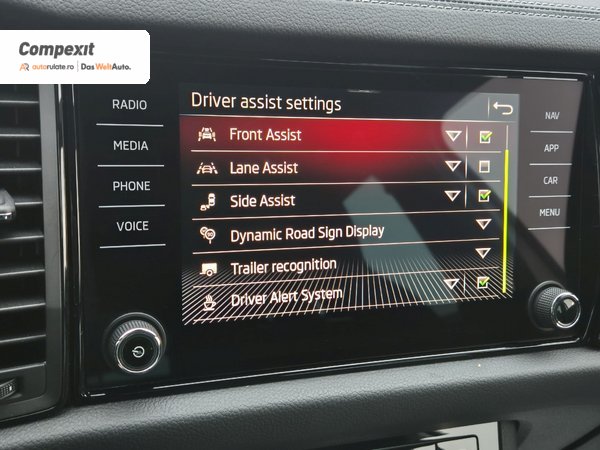 Compexit
autorulate.ro | Das WeltAuto.
RADIO
MEDIA
PHONE
VOICE
Driver assist settings
Front Assist
Lane Assist
Side Assist
Dynamic Road Sign Display
Trailer recognition
Driver Alert System
NAV
APP
CAR
MENU